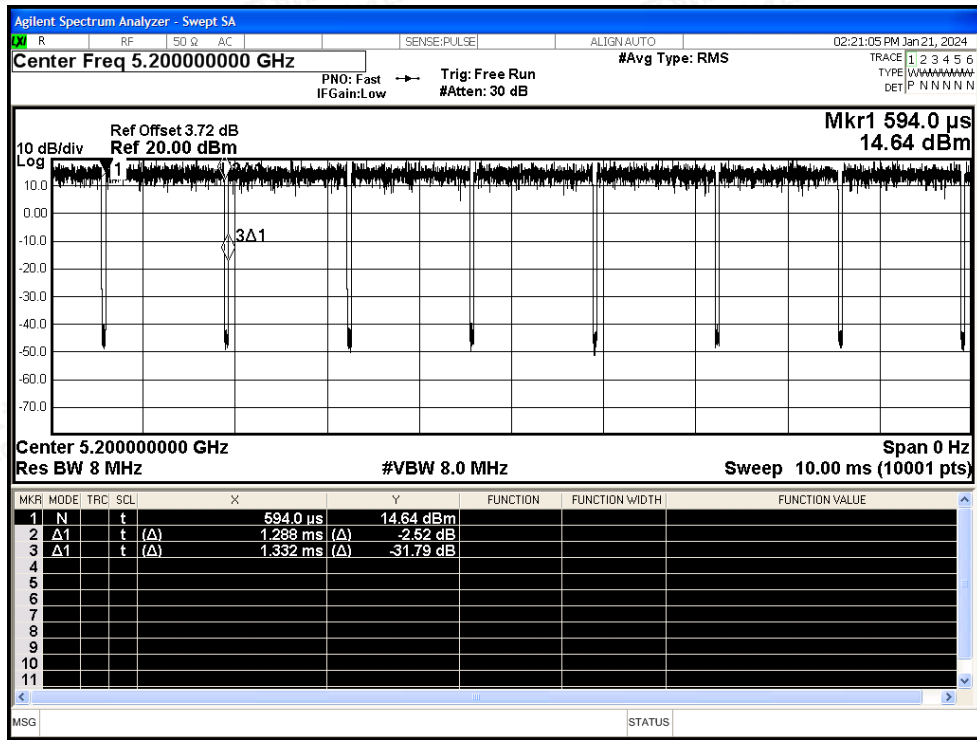 Agilent Spectrum Analyzer - Swept SA
LXI R RF 50 Ω AC SENSE:PULSE ALIGN AUTO 02:21:05 PM Jan 21, 2024
Center Freq 5.200000000 GHz #Avg Type: RMS TRACE 1 2 3 4 5 6
PNO: Fast Trig: Free Run TYPE WWWWWW
IFGain:Low #Atten: 30 dB DET P N N N N N
Mkr1 594.0 µs
Ref Offset 3.72 dB
10 dB/div Ref 20.00 dBm 14.64 dBm
Log
1
10.0
0.00
3Δ1
-10.0
-20.0
-30.0
-40.0
-50.0
-60.0
-70.0
Center 5.200000000 GHz Span 0 Hz
Res BW 8 MHz #VBW 8.0 MHz Sweep 10.00 ms (10001 pts)
MKR MODE TRC SCL X Y FUNCTION FUNCTION WIDTH FUNCTION VALUE
1 N t 594.0 µs 14.64 dBm
2 Δ1 t (Δ) 1.288 ms (Δ) -2.52 dB
3 Δ1 t (Δ) 1.332 ms (Δ) -31.79 dB
4
5
6
7
8
9
10
11
MSG STATUS